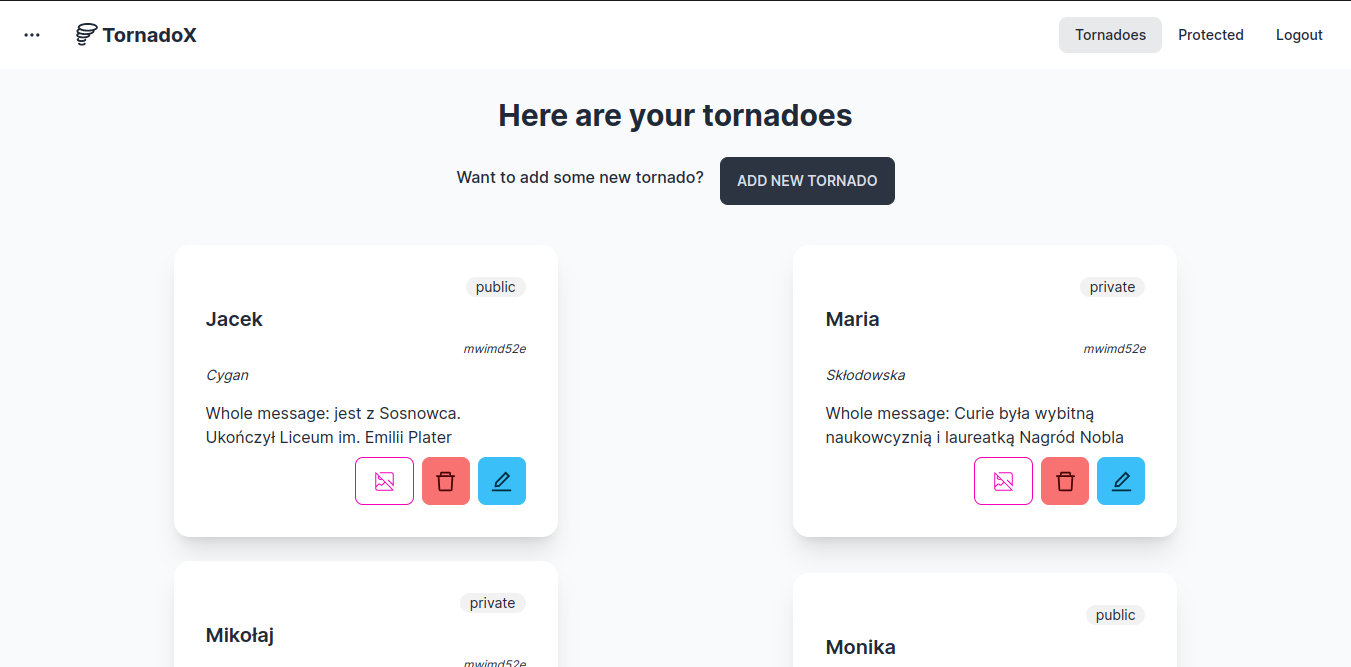 TornadoX
Tornadoes
Protected
Logout
Here are your tornadoes
Want to add some new tornado?
ADD NEW TORNADO
public
Jacek
mwimd52e
Cygan
Whole message: jest z Sosnowca.
Ukończył Liceum im. Emilii Plater
private
Maria
mwimd52e
Skłodowska
Whole message: Curie była wybitną
naukowcyznią i laureatką Nagród Nobla
private
Mikołaj
mwimd52e
public
Monika